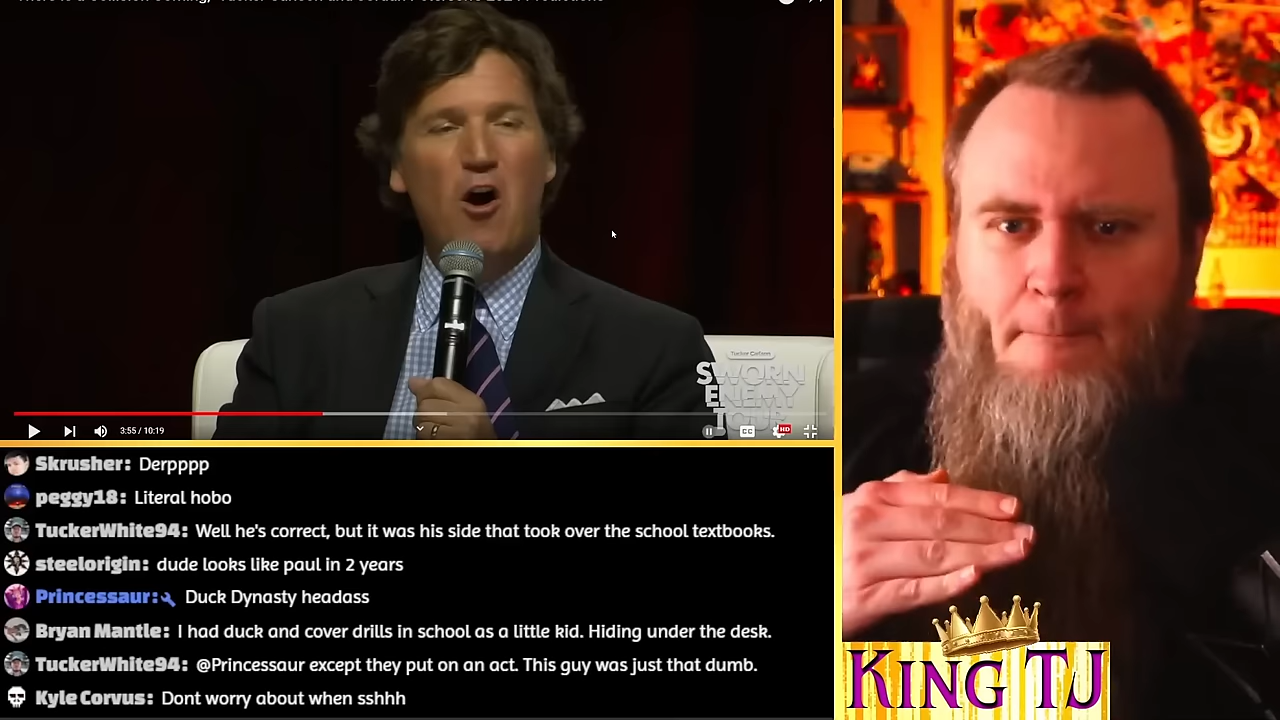 Tucker Carlson
SWORN
ENEMY
TOUR
3:55 / 10:19
CC
HD
Skrusher: Derpppp
peggy18: Literal hobo
TuckerWhite94: Well he's correct, but it was his side that took over the school textbooks.
steelorigin: dude looks like paul in 2 years
Princessaur: Duck Dynasty headass
Bryan Mantle: I had duck and cover drills in school as a little kid. Hiding under the desk.
TuckerWhite94: @Princessaur except they put on an act. This guy was just that dumb.
Kyle Corvus: Dont worry about when sshhh
KING TJ